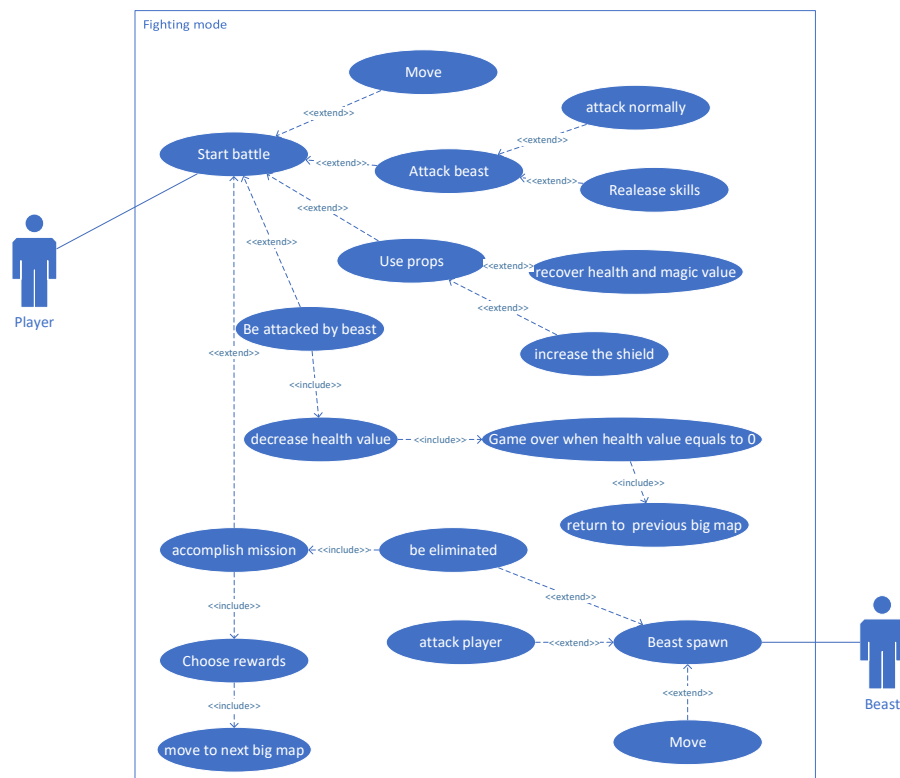 Fighting mode
Move
<<extend>>
attack normally
<<extend>>
Start battle
<<extend>>
Attack beast
<<extend>>
Realease skills
<<extend>>
<<extend>>
Use props
<<extend>>
recover health and magic value
Player
Be attacked by beast
<<extend>>
<<extend>>
increase the shield
<<include>>
decrease health value
<<include>>
Game over when health value equals to 0
<<include>>
return to previous big map
accomplish mission
<<include>>
be eliminated
<<extend>>
<<include>>
attack player
<<extend>>
Beast spawn
Choose rewards
<<extend>>
Beast
<<include>>
move to next big map
Move